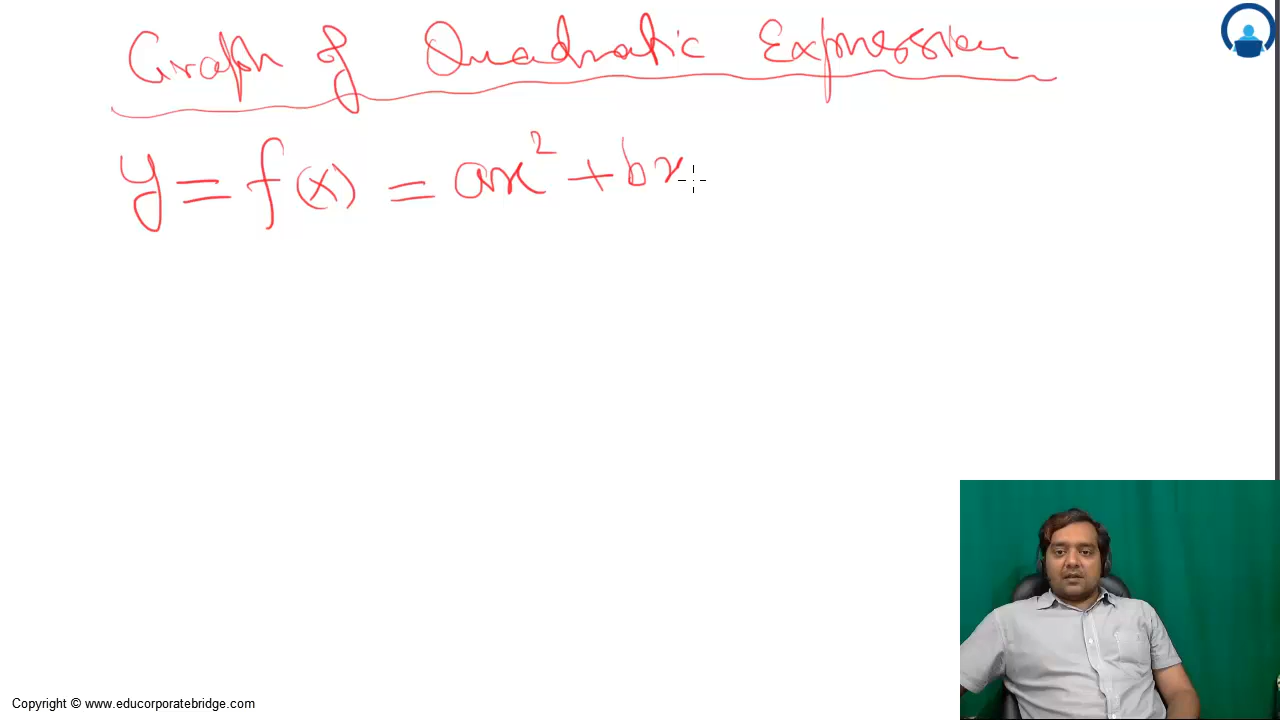 Graph of Quadratic Expression
y = f(x) = ax² + bx
Copyright © www.educorporatebridge.com